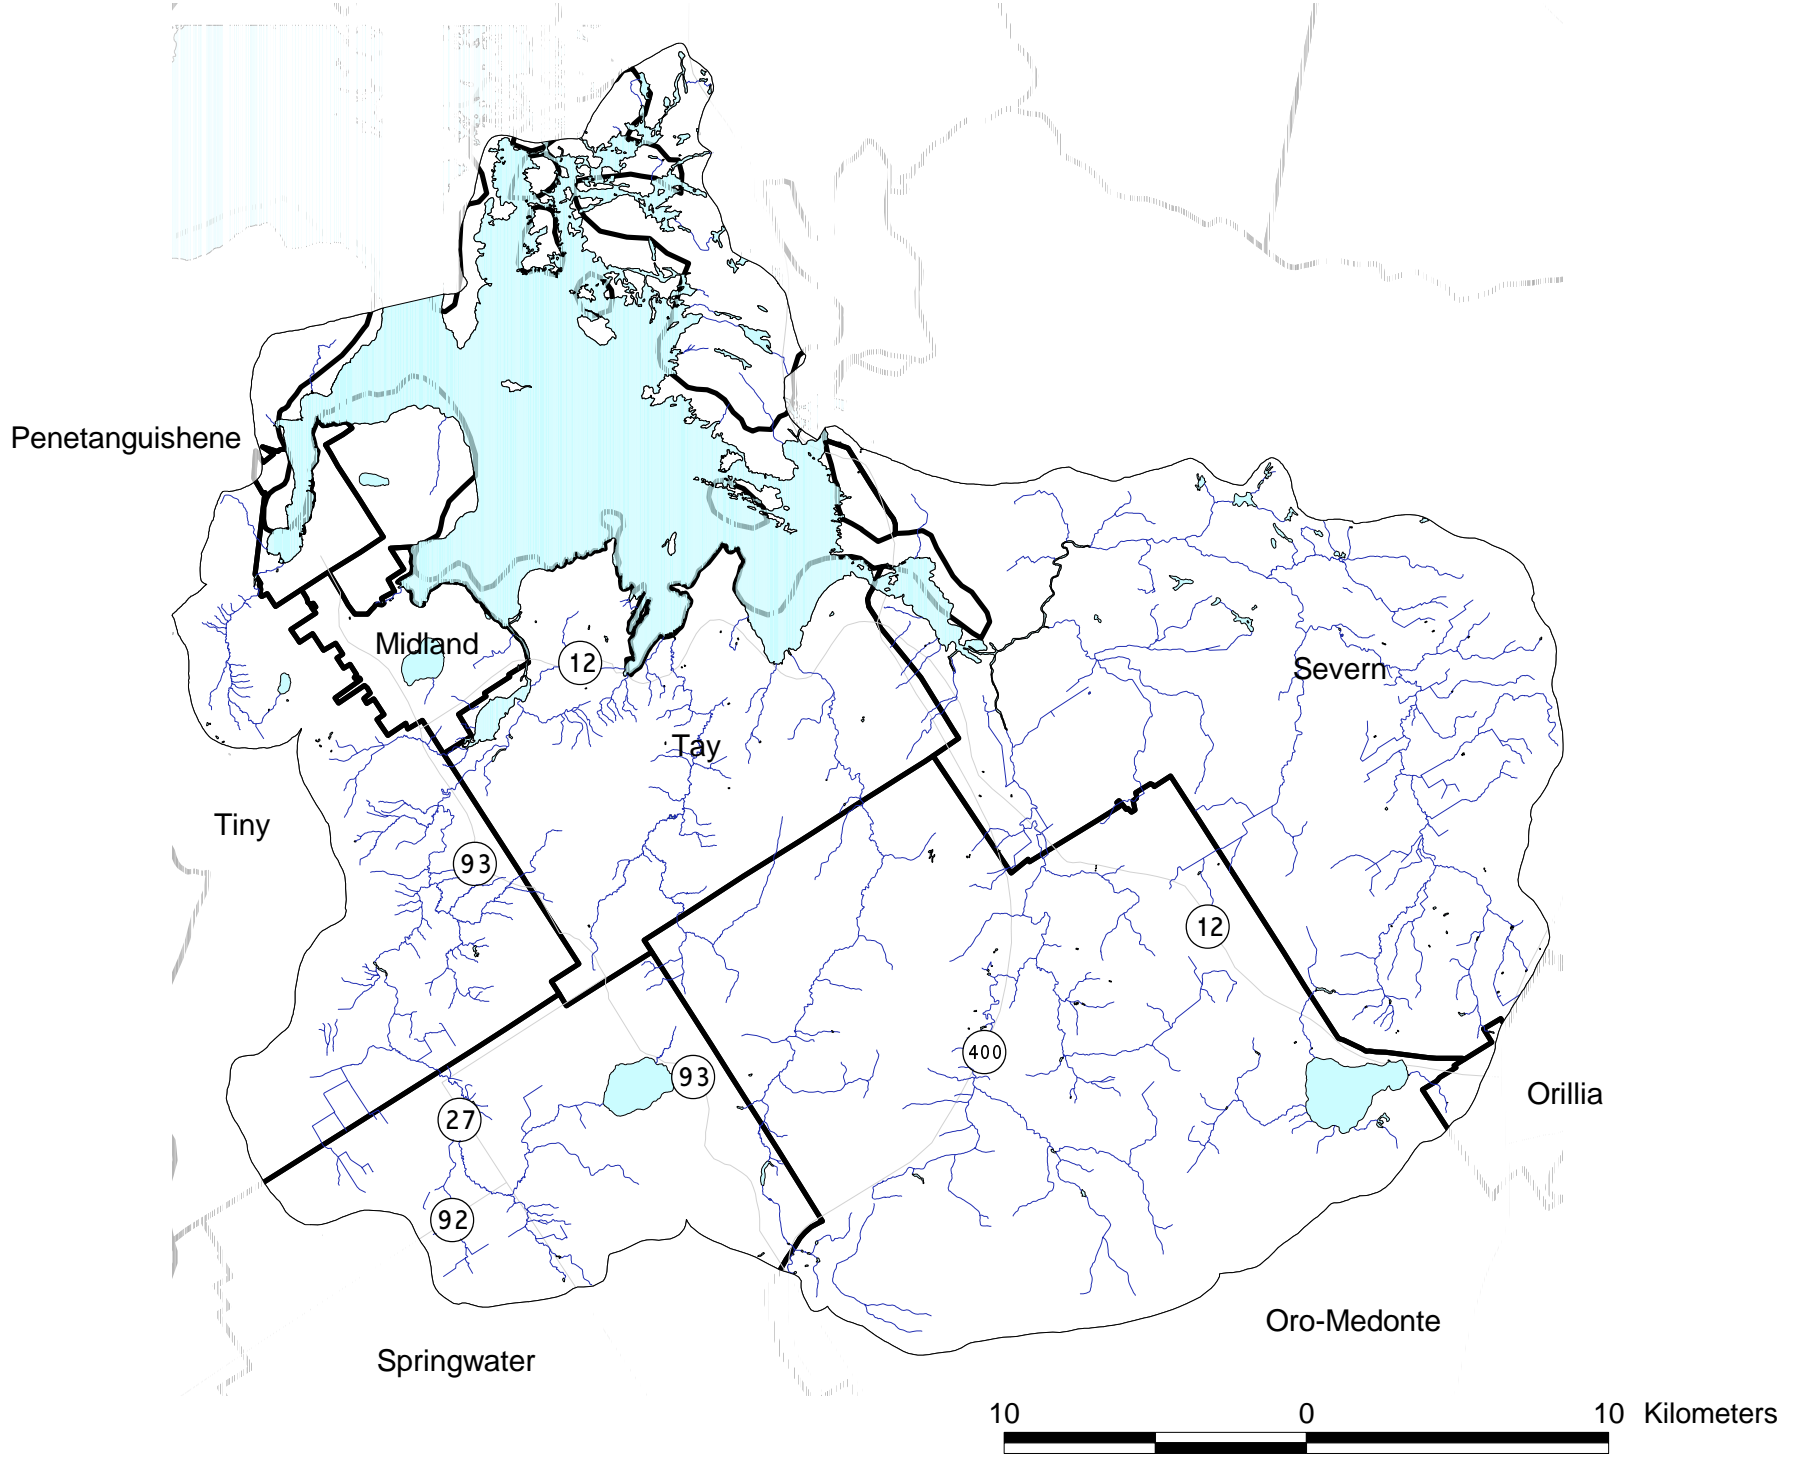 Penetanguishene
Midland
12
Severn
Tay
Tiny
93
12
400
93
Orillia
27
92
Oro-Medonte
Springwater
10 0 10 Kilometers